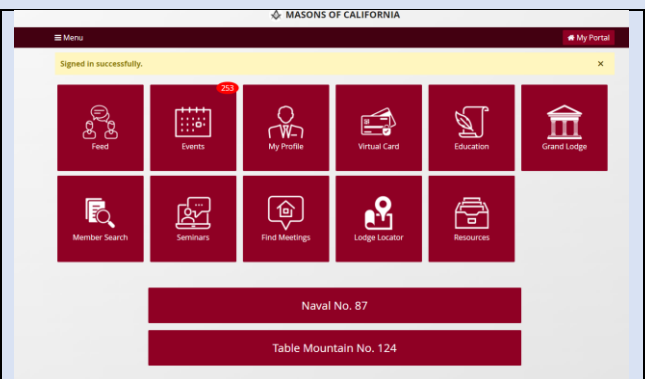 MASONS OF CALIFORNIA
Menu
My Portal
Signed in successfully.
×
253
Feed
Events
My Profile
Virtual Card
Education
Grand Lodge
Member Search
Seminars
Find Meetings
Lodge Locator
Resources
Naval No. 87
Table Mountain No. 124